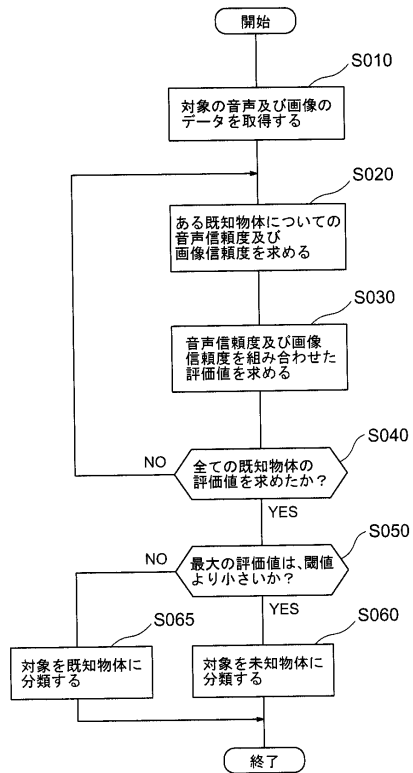 開始
S010
対象の音声及び画像の
データを取得する
S020
ある既知物体についての
音声信頼度及び
画像信頼度を求める
S030
音声信頼度及び画像
信頼度を組み合わせた
評価値を求める
S040
NO
全ての既知物体の
評価値を求めたか？
YES
S050
NO
最大の評価値は、閾値
より小さいか？
YES
S065
S060
対象を既知物体に
分類する
対象を未知物体に
分類する
終了